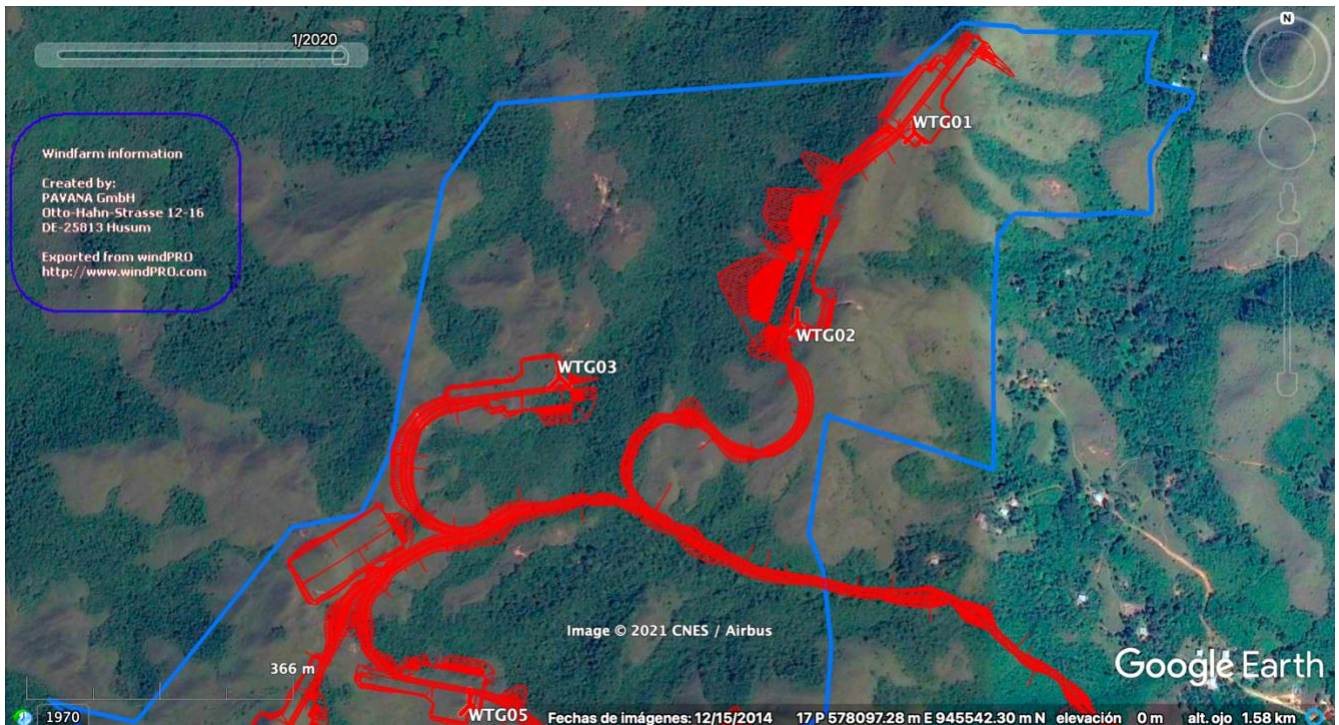 1/2020
N
Windfarm information
Created by:
PAVANA GmbH
Otto-Hahn-Strasse 12-16
DE-25813 Husum
Exported from windPRO
http://www.windPRO.com
WTG01
WTG02
WTG03
Image © 2021 CNES / Airbus
366 m
WTG05
Google Earth
1970
Fechas de imágenes: 12/15/2014 17 P 578097.28 m E 945542.30 m N elevación 0 m alt. ojo 1.58 km